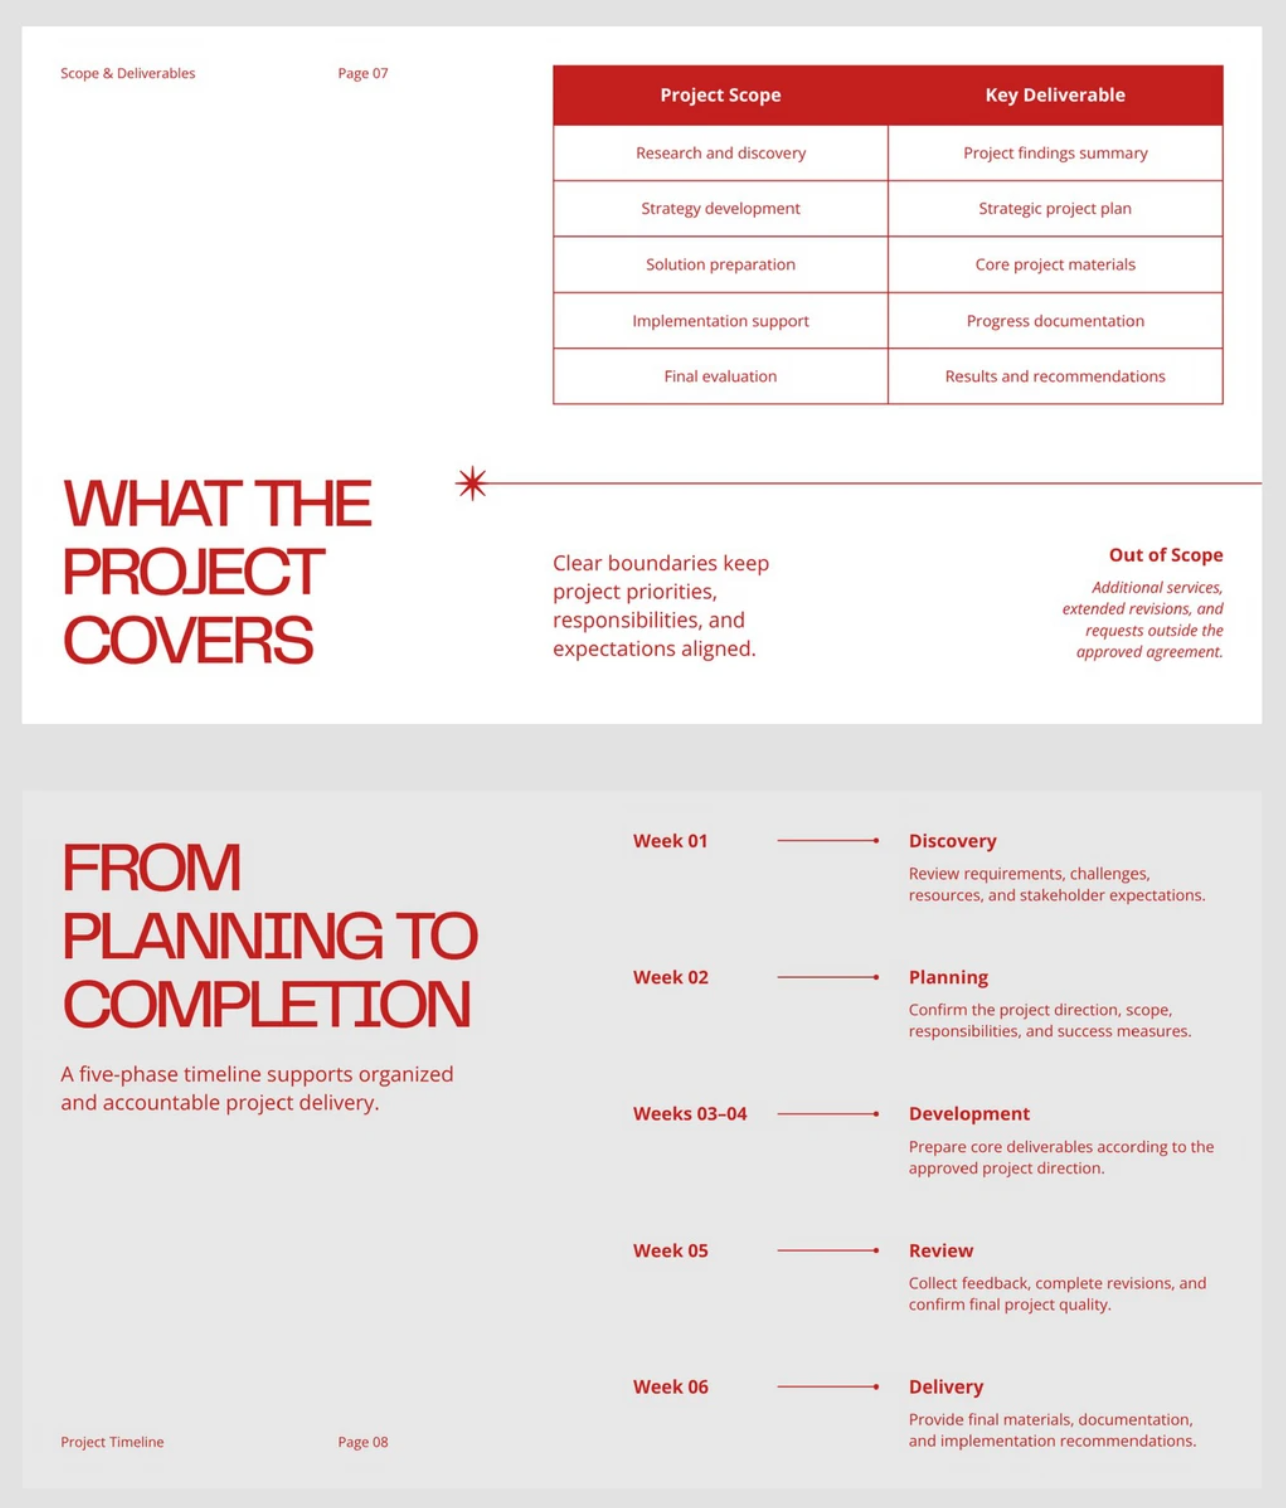 Scope & Deliverables
Page 07
Project Scope
Key Deliverable
Research and discovery
Project findings summary
Strategy development
Strategic project plan
Solution preparation
Core project materials
Implementation support
Progress documentation
Final evaluation
Results and recommendations
WHAT THE
PROJECT
COVERS
Clear boundaries keep
project priorities,
responsibilities, and
expectations aligned.
Out of Scope
Additional services,
extended revisions, and
requests outside the
approved agreement.
FROM
PLANNING TO
COMPLETION
A five-phase timeline supports organized
and accountable project delivery.
Week 01
Discovery
Review requirements, challenges,
resources, and stakeholder expectations.
Week 02
Planning
Confirm the project direction, scope,
responsibilities, and success measures.
Weeks 03–04
Development
Prepare core deliverables according to the
approved project direction.
Week 05
Review
Collect feedback, complete revisions, and
confirm final project quality.
Week 06
Delivery
Provide final materials, documentation,
and implementation recommendations.
Project Timeline
Page 08